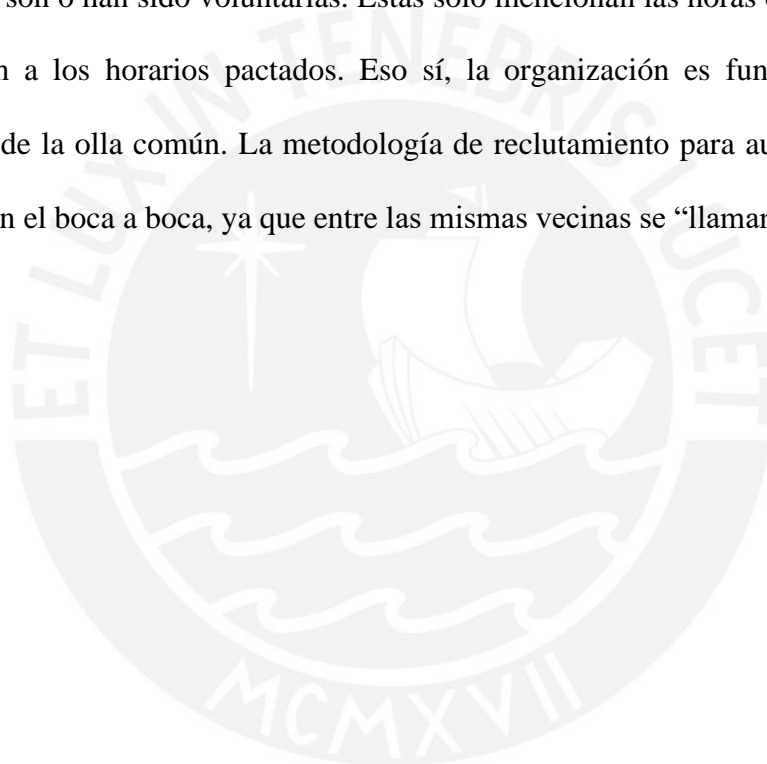 son o han sido voluntarias. Estas solo mencionan las horas
a los horarios pactados. Eso sí, la organización es fun
de la olla común. La metodología de reclutamiento para au
n el boca a boca, ya que entre las mismas vecinas se “llamar
ET LUX IN TENEBRIS LUCET
MCMXVII